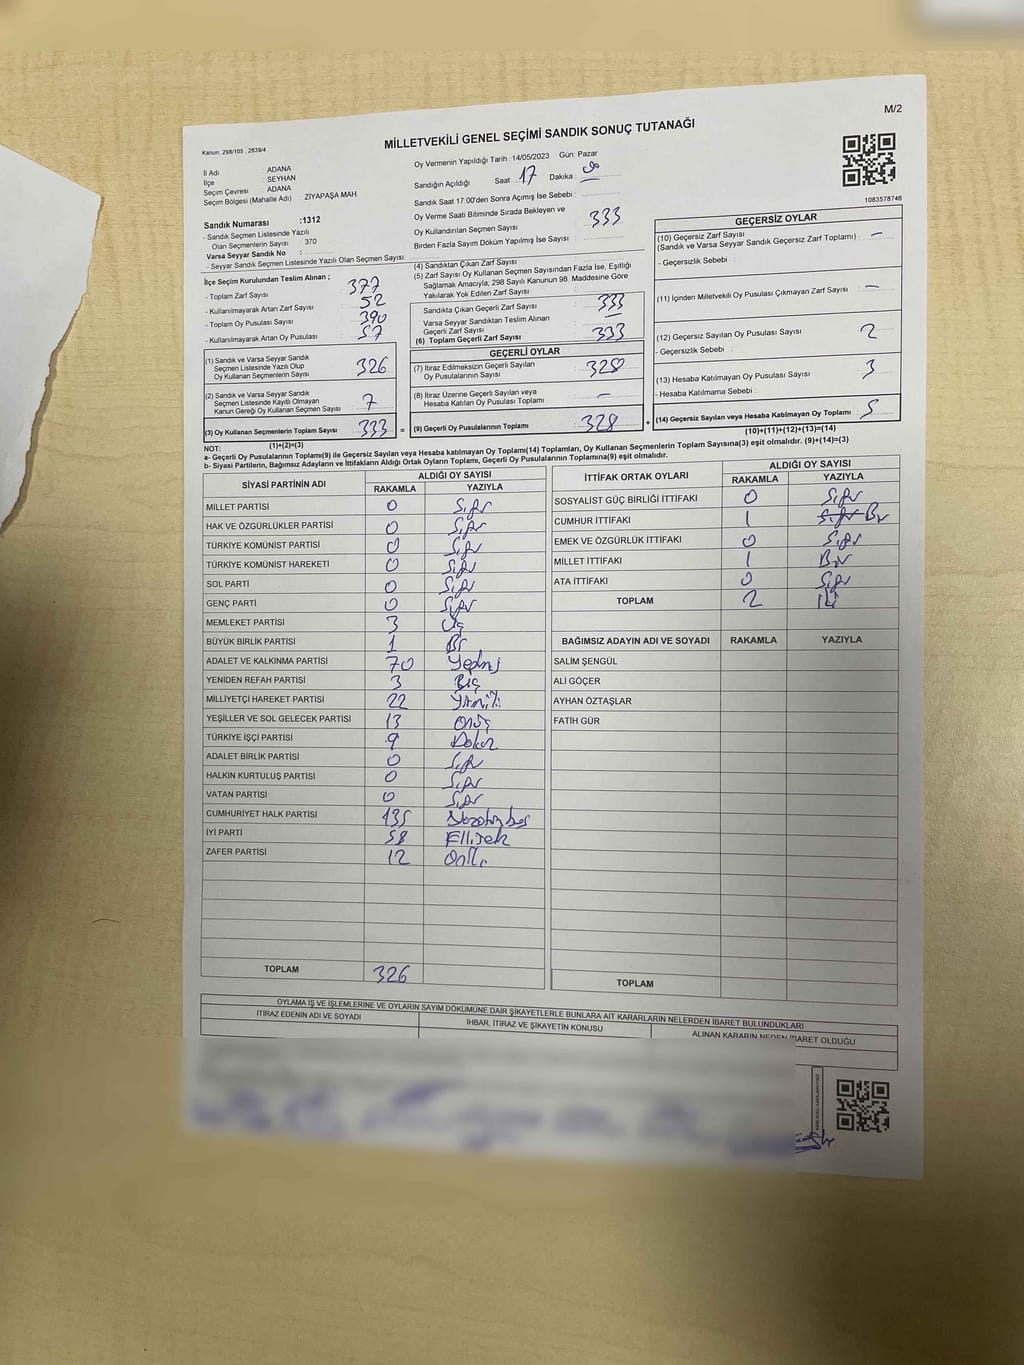 M/2
MİLLETVEKİLİ GENEL SEÇİMİ SANDIK SONUÇ TUTANAĞI
Kanun, 298/105 , 2839/4
İl Adı ADANA
İlçe SEYHAN
Seçim Çevresi ADANA
Seçim Bölgesi (Mahalle Adı) : ZİYAPAŞA MAH
Sandık Numarası :1312
- Sandık Seçmen Listesinde Yazılı
Olan Seçmenlerin Sayısı : 370
Varsa Seyyar Sandık No :
- Seyyar Sandık Seçmen Listesinde Yazılı Olan Seçmen Sayısı:
Oy Vermenin Yapıldığı Tarih :14/05/2023 Gün: Pazar
Sandığın Açıldığı Saat : 17 Dakika : 00
Sandık Saat 17:00'den Sonra Açımış İse Sebebi :
Oy Verme Saati Bitiminde Sırada Bekleyen ve
Oy Kullandırılan Seçmen Sayısı : 333
Birden Fazla Sayım Döküm Yapılmış İse Sayısı :
1083578746
İlçe Seçim Kurulundan Teslim Alınan ;
- Toplam Zarf Sayısı : 377
- Kullanılmayarak Artan Zarf Sayısı : 52
- Toplam Oy Pusulası Sayısı : 390
- Kullanılmayarak Artan Oy Pusulası : 57
(1) Sandık ve Varsa Seyyar Sandık
Seçmen Listesinde Yazılı Olup
Oy Kullanan Seçmenlerin Sayısı : 326
(2) Sandık ve Varsa Seyyar Sandık
Seçmen Listesinde Kayıtlı Olmayan
Kanun Gereği Oy Kullanan Seçmen Sayısı : 7
(3) Oy Kullanan Seçmenlerin Toplam Sayısı : 333
(1)+(2)=(3)
(4) Sandıktan Çıkan Zarf Sayısı
(5) Zarf Sayısı Oy Kullanan Seçmen Sayısından Fazla İse, Eşitliği
Sağlamak Amacıyla, 298 Sayılı Kanunun 98. Maddesine Göre
Yakılarak Yok Edilen Zarf Sayısı
Sandıkta Çıkan Geçerli Zarf Sayısı : 333
Varsa Seyyar Sandıktan Teslim Alınan
Geçerli Zarf Sayısı : —
(6) Toplam Geçerli Zarf Sayısı : 333
GEÇERLİ OYLAR
(7) İtiraz Edilmeksizin Geçerli Sayılan
Oy Pusulalarının Sayısı : 328
(8) İtiraz Üzerine Geçerli Sayılan veya
Hesaba Katılan Oy Pusulası Toplamı : —
= (9) Geçerli Oy Pusulalarının Toplamı : 328
GEÇERSİZ OYLAR
(10) Geçersiz Zarf Sayısı
(Sandık ve Varsa Seyyar Sandık Geçersiz Zarf Toplamı) : —
- Geçersizlik Sebebi :
(11) İçinden Milletvekili Oy Pusulası Çıkmayan Zarf Sayısı : —
(12) Geçersiz Sayılan Oy Pusulası Sayısı : 2
- Geçersizlik Sebebi :
(13) Hesaba Katılmayan Oy Pusulası Sayısı : 3
- Hesaba Katılmama Sebebi :
+ (14) Geçersiz Sayılan veya Hesaba Katılmayan Oy Toplamı : 5
(10)+(11)+(12)+(13)=(14)
NOT:
a- Geçerli Oy Pusulalarının Toplamı(9) ile Geçersiz Sayılan veya Hesaba katılmayan Oy Toplamı(14) Toplamları, Oy Kullanan Seçmenlerin Toplam Sayısına(3) eşit olmalıdır. (9)+(14)=(3)
b- Siyasi Partilerin, Bağımsız Adayların ve İttifakların Aldığı Ortak Oyların Toplamı, Geçerli Oy Pusulalarının Toplamına(9) eşit olmalıdır.
SİYASİ PARTİNİN ADI ALDIĞI OY SAYISI
RAKAMLA YAZIYLA
MİLLET PARTİSİ 0 Sıfır
HAK VE ÖZGÜRLÜKLER PARTİSİ 0 Sıfır
TÜRKİYE KOMÜNİST PARTİSİ 0 Sıfır
TÜRKİYE KOMÜNİST HAREKETİ 0 Sıfır
SOL PARTİ 0 Sıfır
GENÇ PARTİ 0 Sıfır
MEMLEKET PARTİSİ 3 Üç
BÜYÜK BİRLİK PARTİSİ 1 Bir
ADALET VE KALKINMA PARTİSİ 70 Yetmiş
YENİDEN REFAH PARTİSİ 3
MİLLİYETÇİ HAREKET PARTİSİ 22 Yirmiiki
YEŞİLLER VE SOL GELECEK PARTİSİ 13 Onüç
TÜRKİYE İŞÇİ PARTİSİ 9 Dokuz
ADALET BİRLİK PARTİSİ 0 Sıfır
HALKIN KURTULUŞ PARTİSİ 0 Sıfır
VATAN PARTİSİ 0 Sıfır
CUMHURİYET HALK PARTİSİ 135 Yüzotuzbeş
İYİ PARTİ 58 Ellisek
ZAFER PARTİSİ 12 Oniki
TOPLAM 326
İTTİFAK ORTAK OYLARI ALDIĞI OY SAYISI
RAKAMLA YAZIYLA
SOSYALİST GÜÇ BİRLİĞİ İTTİFAKI 0 Sıfır
CUMHUR İTTİFAKI 1 Sıfır Bir
EMEK VE ÖZGÜRLÜK İTTİFAKI 0 Sıfır
MİLLET İTTİFAKI 1 Bir
ATA İTTİFAKI 0 Sıfır
TOPLAM 2 İki
BAĞIMSIZ ADAYIN ADI VE SOYADI RAKAMLA YAZIYLA
SALİM ŞENGÜL
ALİ GÖÇER
AYHAN ÖZTAŞLAR
FATİH GÜR
TOPLAM
OYLAMA İŞ VE İŞLEMLERİNE VE OYLARIN SAYIM DÖKÜMÜNE DAİR ŞİKAYETLERLE BUNLARA AİT KARARLARIN NELERDEN İBARET BULUNDUKLARI
İTİRAZ EDENİN ADI VE SOYADI İHBAR, İTİRAZ VE ŞİKAYETİN KONUSU ALINAN KARARIN NEDEN İBARET OLDUĞU